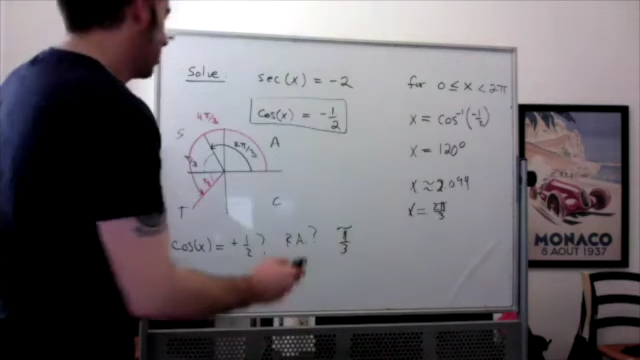 Solve: sec(x) = -2
for 0 ≤ x < 2π
cos(x) = -1/2
x = cos⁻¹(-1/2)
4π/3
S
A
2π/3
x = 120°
T
C
x ≈ 2.094
x = 2π/3
cos(x) = +1/2 ? R.A.? π/3
MONACO
8 AOUT 1937